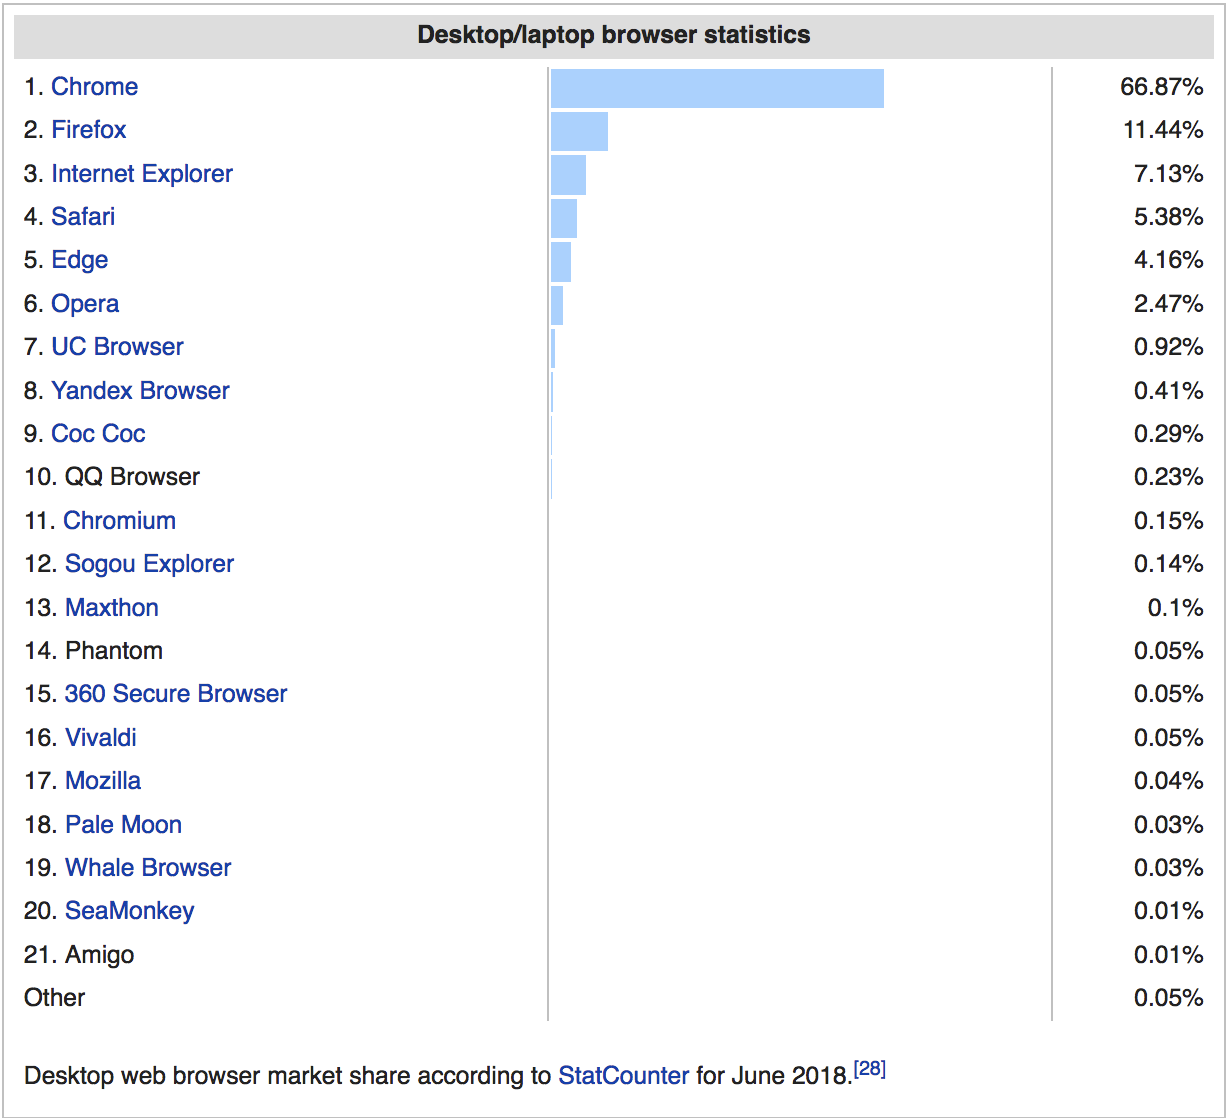 Desktop/laptop browser statistics
1. Chrome 66.87%
2. Firefox 11.44%
3. Internet Explorer 7.13%
4. Safari 5.38%
5. Edge 4.16%
6. Opera 2.47%
7. UC Browser 0.92%
8. Yandex Browser 0.41%
9. Coc Coc 0.29%
10. QQ Browser 0.23%
11. Chromium 0.15%
12. Sogou Explorer 0.14%
13. Maxthon 0.1%
14. Phantom 0.05%
15. 360 Secure Browser 0.05%
16. Vivaldi 0.05%
17. Mozilla 0.04%
18. Pale Moon 0.03%
19. Whale Browser 0.03%
20. SeaMonkey 0.01%
21. Amigo 0.01%
Other 0.05%
Desktop web browser market share according to StatCounter for June 2018.[28]